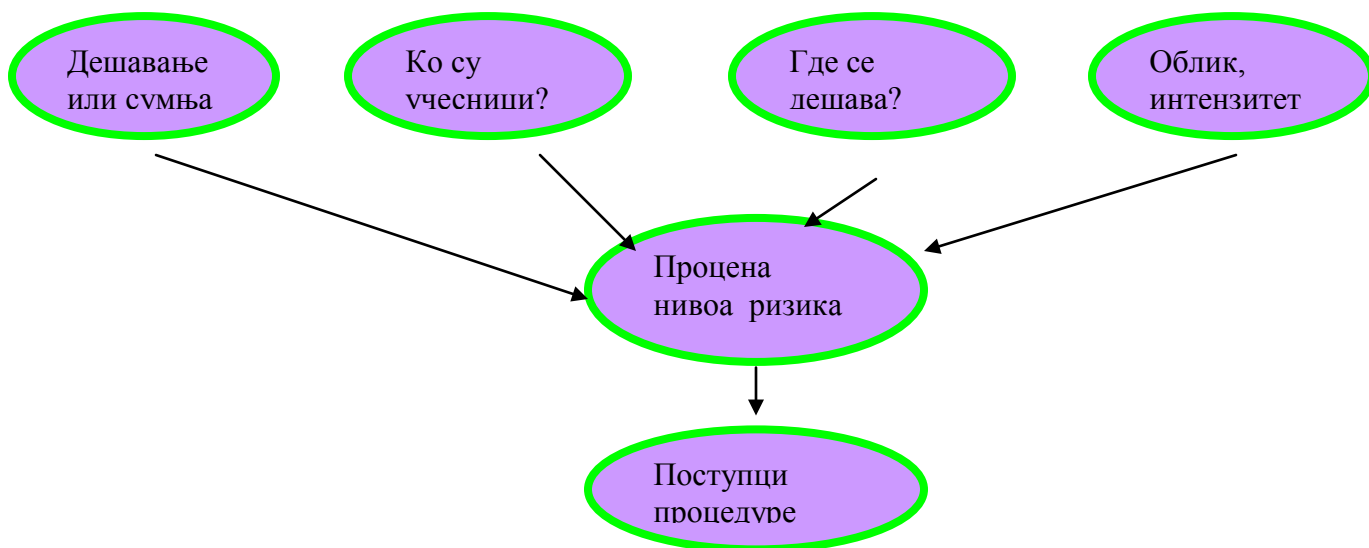 Дешавање
или сумња
Ко су
учесници?
Где се
дешава?
Облик,
интензитет
Процена
нивоа ризика
Поступци
процедуре